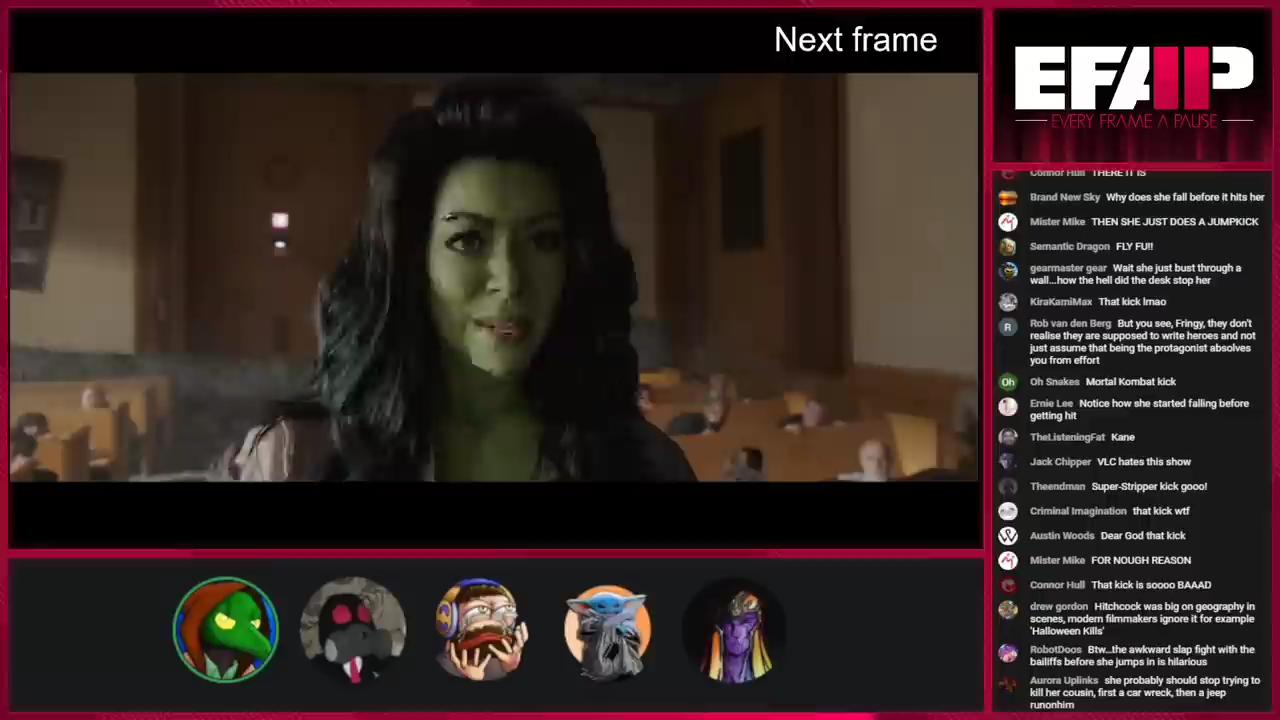 Next frame
EFAP
EVERY FRAME A PAUSE
Connor Hull THERE IT IS
Brand New Sky Why does she fall before it hits her
Mister Mike THEN SHE JUST DOES A JUMPKICK
Semantic Dragon FLY FU!!
gearmaster gear Wait she just bust through a
wall...how the hell did the desk stop her
KiraKamiMax That kick lmao
R
Rob van den Berg But you see, Fringy, they don't
realise they are supposed to write heroes and not
just assume that being the protagonist absolves
you from effort
Oh
Oh Snakes Mortal Kombat kick
Ernie Lee Notice how she started falling before
getting hit
TheListeningFat Kane
Jack Chipper VLC hates this show
Theendman Super-Stripper kick gooo!
Criminal Imagination that kick wtf
Austin Woods Dear God that kick
Mister Mike FOR NOUGH REASON
Connor Hull That kick is soooo BAAAD
drew gordon Hitchcock was big on geography in
scenes, modern filmmakers ignore it for example
'Halloween Kills'
RobotDoos Btw...the awkward slap fight with the
bailiffs before she jumps in is hilarious
Aurora Uplinks she probably should stop trying to
kill her cousin, first a car wreck, then a jeep
runonhim